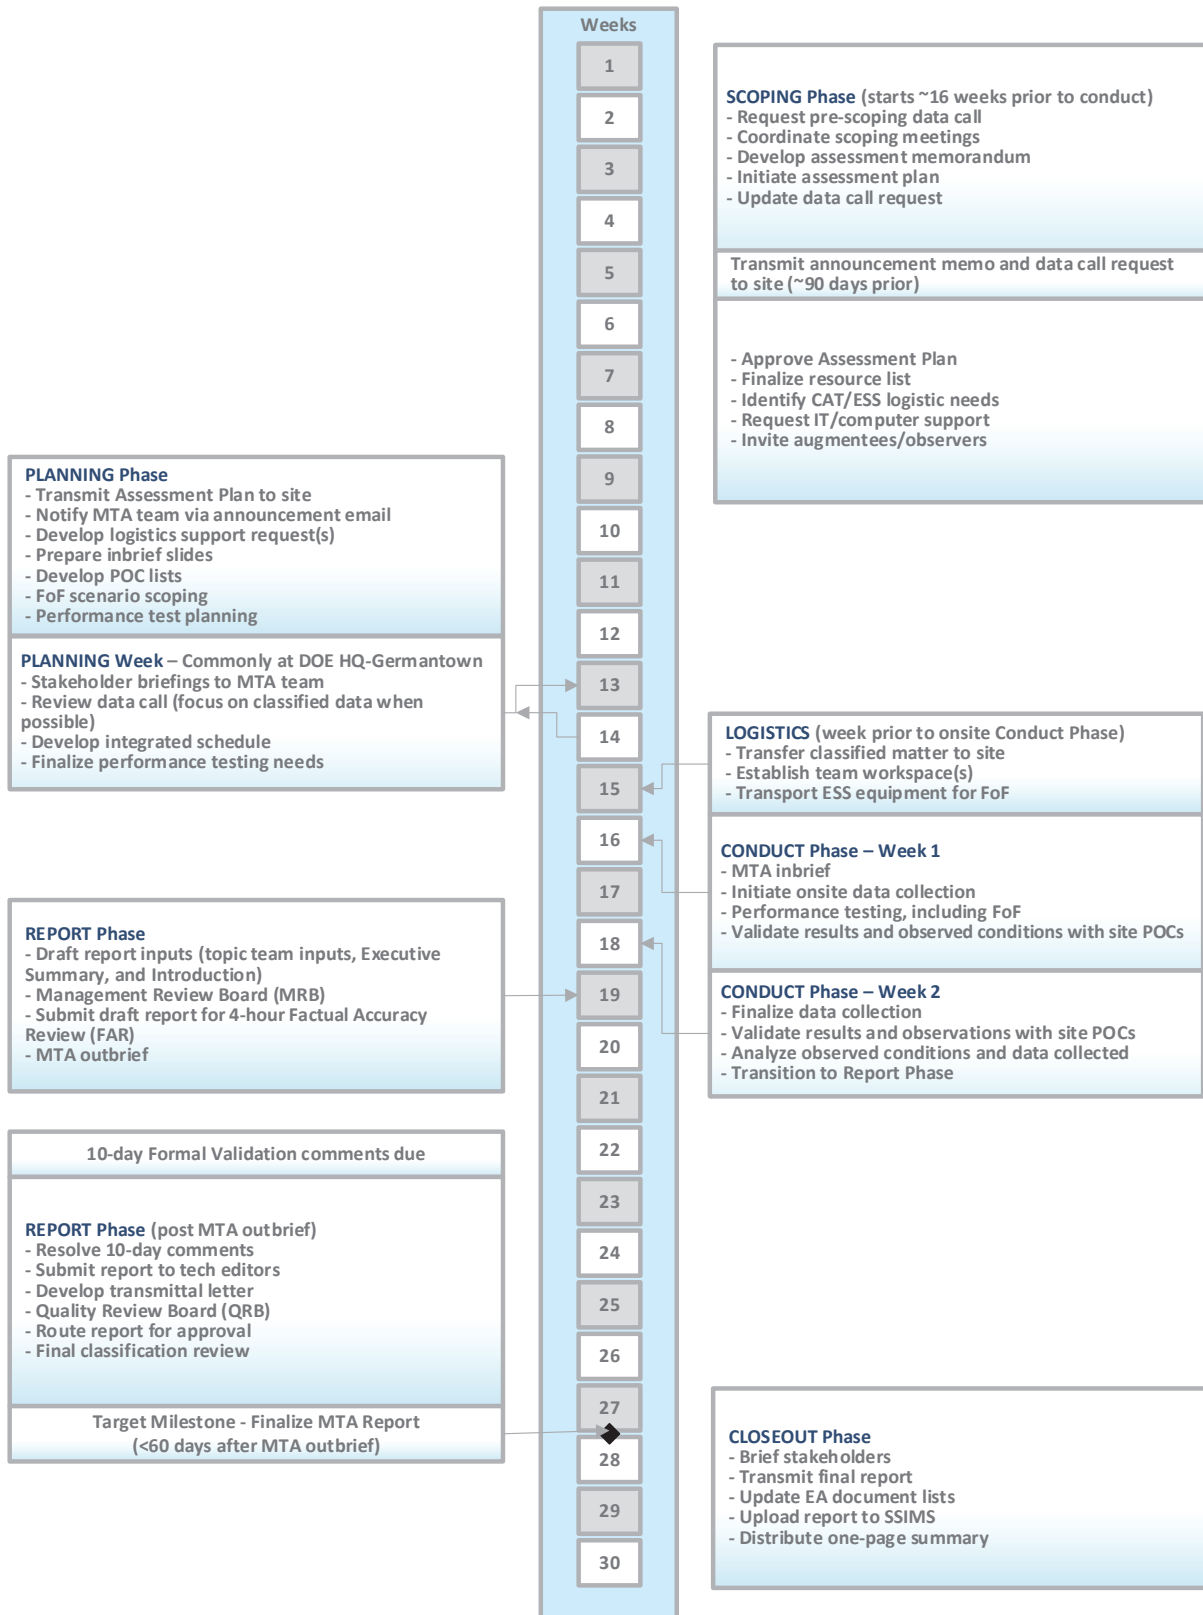 Weeks
1
2
3
4
5
6
7
8
9
10
11
12
13
14
15
16
17
18
19
20
21
22
23
24
25
26
27
28
29
30
SCOPING Phase (starts ~16 weeks prior to conduct)
- Request pre-scoping data call
- Coordinate scoping meetings
- Develop assessment memorandum
- Initiate assessment plan
- Update data call request
Transmit announcement memo and data call request
to site (~90 days prior)
- Approve Assessment Plan
- Finalize resource list
- Identify CAT/ESS logistic needs
- Request IT/computer support
- Invite augmentees/observers
PLANNING Phase
- Transmit Assessment Plan to site
- Notify MTA team via announcement email
- Develop logistics support request(s)
- Prepare inbrief slides
- Develop POC lists
- FoF scenario scoping
- Performance test planning
PLANNING Week – Commonly at DOE HQ-Germantown
- Stakeholder briefings to MTA team
- Review data call (focus on classified data when
possible)
- Develop integrated schedule
- Finalize performance testing needs
LOGISTICS (week prior to onsite Conduct Phase)
- Transfer classified matter to site
- Establish team workspace(s)
- Transport ESS equipment for FoF
CONDUCT Phase – Week 1
- MTA inbrief
- Initiate onsite data collection
- Performance testing, including FoF
- Validate results and observed conditions with site POCs
CONDUCT Phase – Week 2
- Finalize data collection
- Validate results and observations with site POCs
- Analyze observed conditions and data collected
- Transition to Report Phase
REPORT Phase
- Draft report inputs (topic team inputs, Executive
Summary, and Introduction)
- Management Review Board (MRB)
- Submit draft report for 4-hour Factual Accuracy
Review (FAR)
- MTA outbrief
10-day Formal Validation comments due
REPORT Phase (post MTA outbrief)
- Resolve 10-day comments
- Submit report to tech editors
- Develop transmittal letter
- Quality Review Board (QRB)
- Route report for approval
- Final classification review
Target Milestone - Finalize MTA Report
(<60 days after MTA outbrief)
CLOSEOUT Phase
- Brief stakeholders
- Transmit final report
- Update EA document lists
- Upload report to SSIMS
- Distribute one-page summary